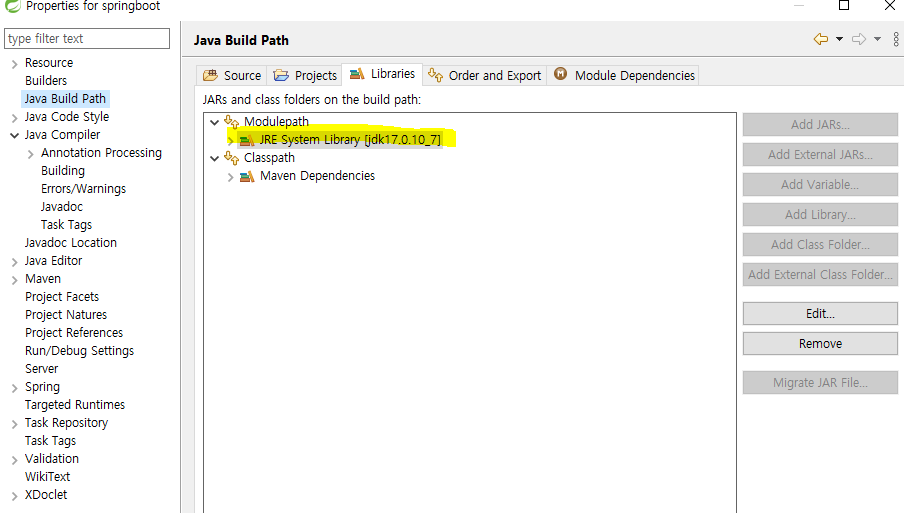 Properties for springboot
type filter text
Resource
Builders
Java Build Path
Java Code Style
Java Compiler
Annotation Processing
Building
Errors/Warnings
Javadoc
Task Tags
Javadoc Location
Java Editor
Maven
Project Facets
Project Natures
Project References
Run/Debug Settings
Server
Spring
Targeted Runtimes
Task Repository
Task Tags
Validation
WikiText
XDoclet
Java Build Path
Source Projects Libraries Order and Export Module Dependencies
JARs and class folders on the build path:
Modulepath
JRE System Library [jdk17.0.10_7]
Classpath
Maven Dependencies
Add JARs...
Add External JARs...
Add Variable...
Add Library...
Add Class Folder...
Add External Class Folder...
Edit...
Remove
Migrate JAR File...